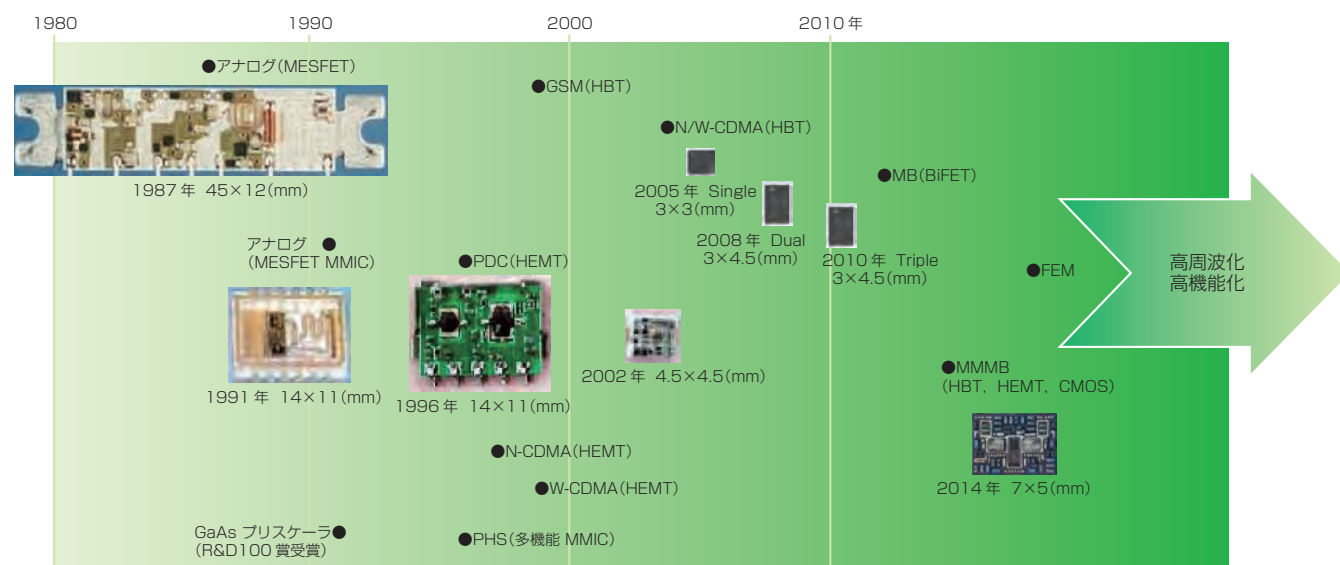 1980
1990
2000
2010年
●アナログ(MESFET)
1987年 45×12(mm)
●GSM(HBT)
●N/W-CDMA(HBT)
2005年 Single
3×3(mm)
●MB(BiFET)
2008年 Dual
3×4.5(mm)
2010年 Triple
3×4.5(mm)
アナログ ●
(MESFET MMIC)
●PDC(HEMT)
●FEM
高周波化
高機能化
1991年 14×11(mm)
1996年 14×11(mm)
2002年 4.5×4.5(mm)
●MMMB
(HBT, HEMT, CMOS)
2014年 7×5(mm)
●N-CDMA(HEMT)
●W-CDMA(HEMT)
GaAs プリスケーラ●
(R&D100賞受賞)
●PHS(多機能 MMIC)